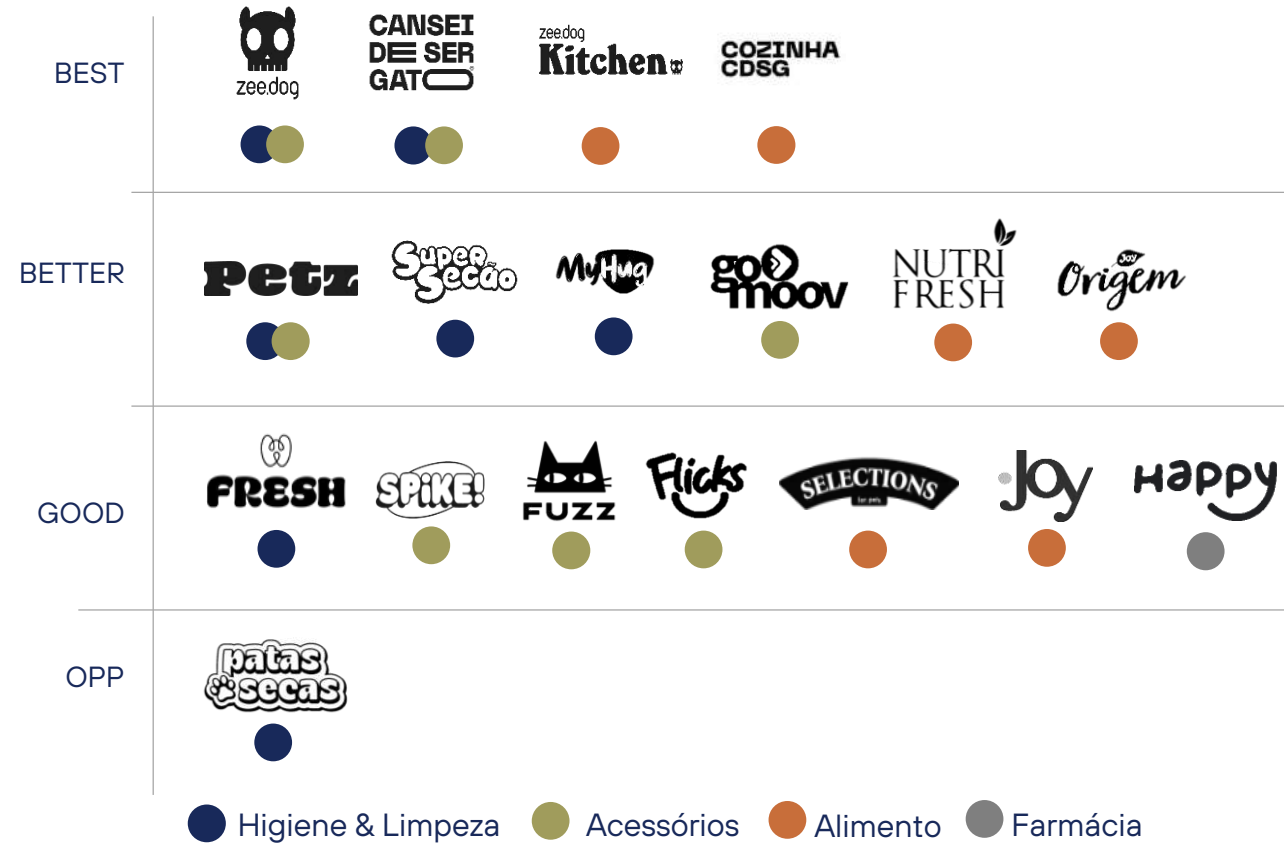 BEST
zee.dog
CANSEI
DE SER
GATO
zee.dog
Kitchen
COZINHA
CDSG
BETTER
Petz
Super
Secão
MyHug
go
moov
NUTRI
FRESH
Joy
Origem
GOOD
FRESH
SPiKE!
FUZZ
Flicks
SELECTIONS
for pets
Joy
Happy
OPP
patas
secas
Higiene & Limpeza
Acessórios
Alimento
Farmácia